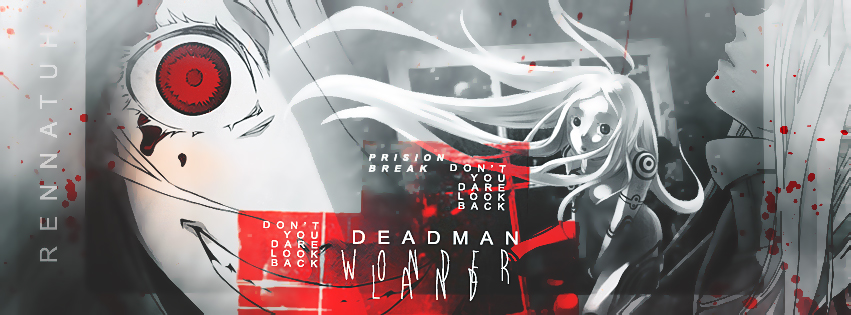 RENNATUH
PRISION
BREAK
DON'T
YOU
DARE
LOOK
BACK
DON'T
YOU
DARE
LOOK
BACK
DEADMAN
WONDER
LAND